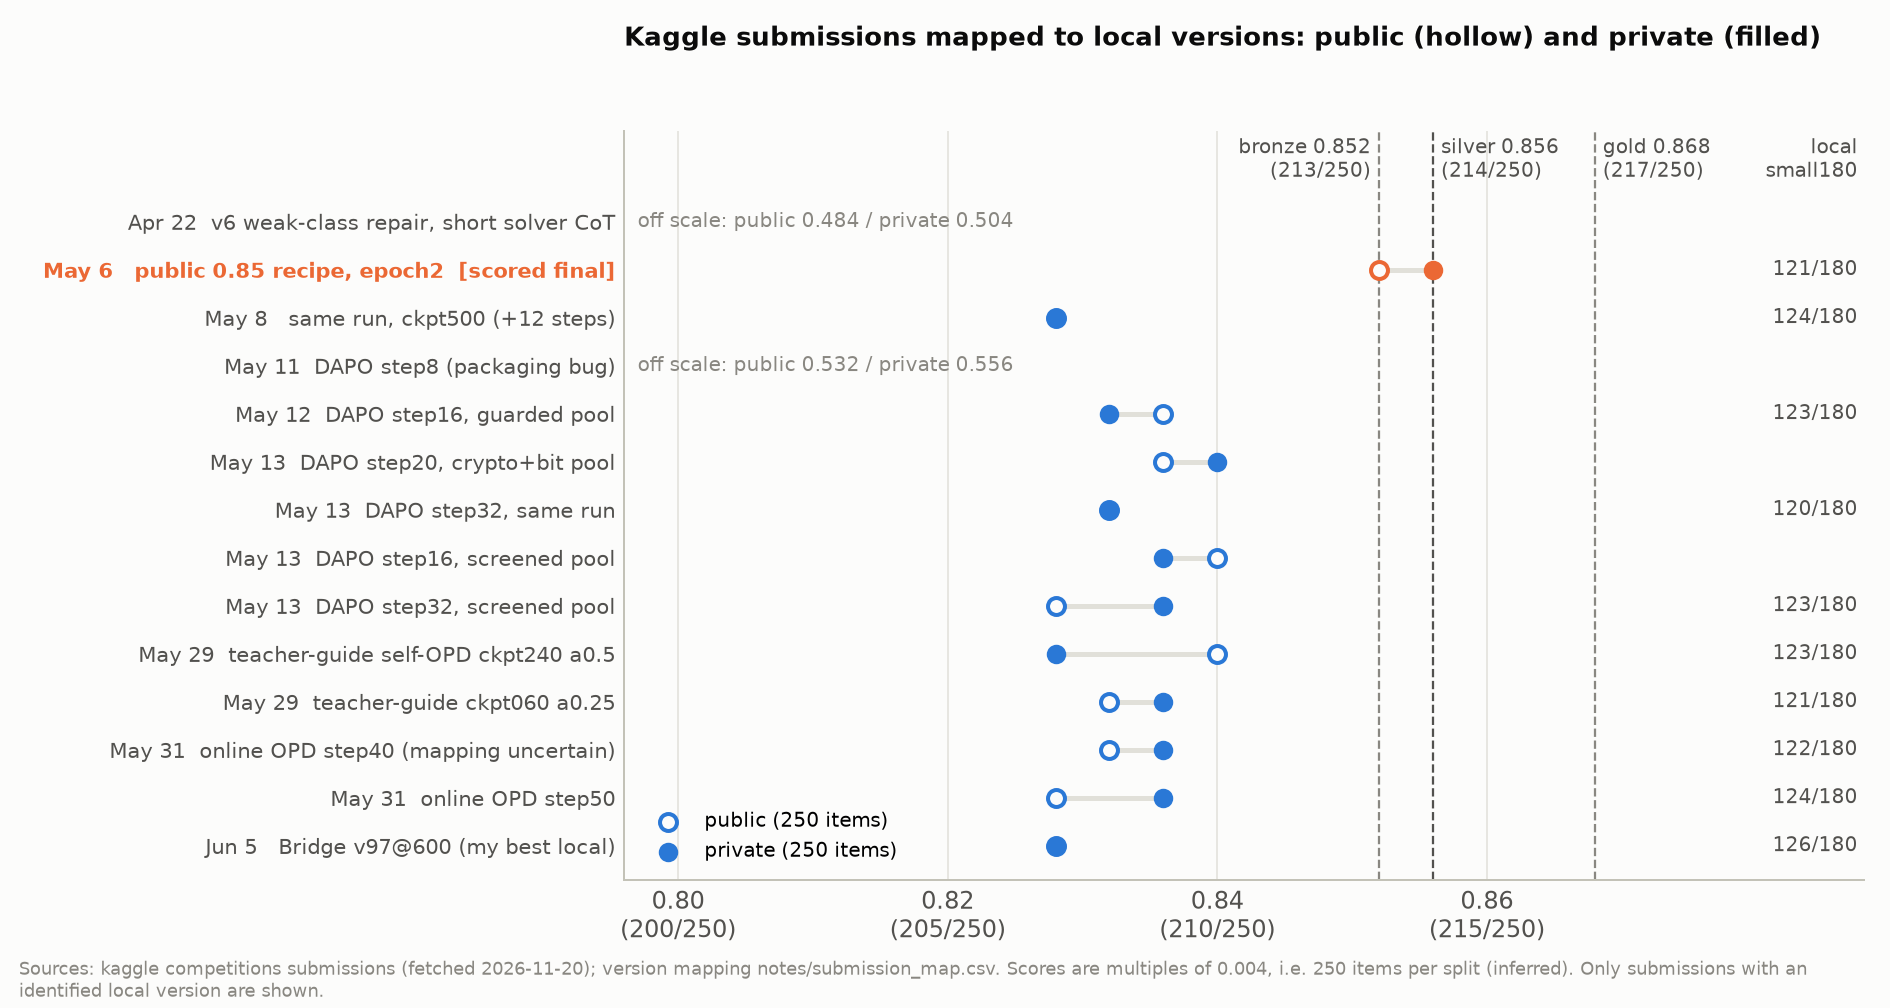 Kaggle submissions mapped to local versions: public (hollow) and private (filled)
bronze 0.852
(213/250)
silver 0.856
(214/250)
gold 0.868
(217/250)
local
small180
Apr 22 v6 weak-class repair, short solver CoT
off scale: public 0.484 / private 0.504
May 6 public 0.85 recipe, epoch2 [scored final]
121/180
May 8 same run, ckpt500 (+12 steps)
124/180
May 11 DAPO step8 (packaging bug)
off scale: public 0.532 / private 0.556
May 12 DAPO step16, guarded pool
123/180
May 13 DAPO step20, crypto+bit pool
May 13 DAPO step32, same run
120/180
May 13 DAPO step16, screened pool
May 13 DAPO step32, screened pool
123/180
May 29 teacher-guide self-OPD ckpt240 a0.5
123/180
May 29 teacher-guide ckpt060 a0.25
121/180
May 31 online OPD step40 (mapping uncertain)
122/180
May 31 online OPD step50
124/180
Jun 5 Bridge v97@600 (my best local)
126/180
public (250 items)
private (250 items)
0.80
(200/250)
0.82
(205/250)
0.84
(210/250)
0.86
(215/250)
Sources: kaggle competitions submissions (fetched 2026-11-20); version mapping notes/submission_map.csv. Scores are multiples of 0.004, i.e. 250 items per split (inferred). Only submissions with an
identified local version are shown.